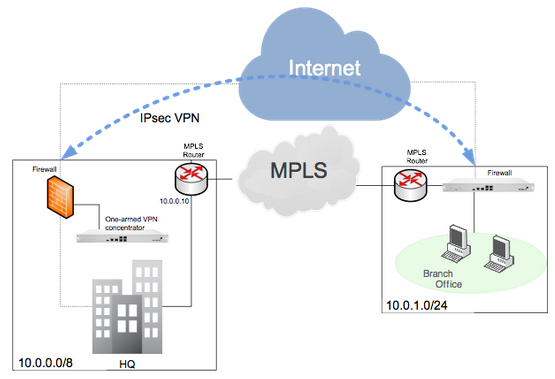 Internet
IPsec VPN
MPLS
MPLS
Router
10.0.0.10
Firewall
One-armed VPN
concentrator
HQ
10.0.0.0/8
MPLS
Router
Firewall
Branch
Office
10.0.1.0/24